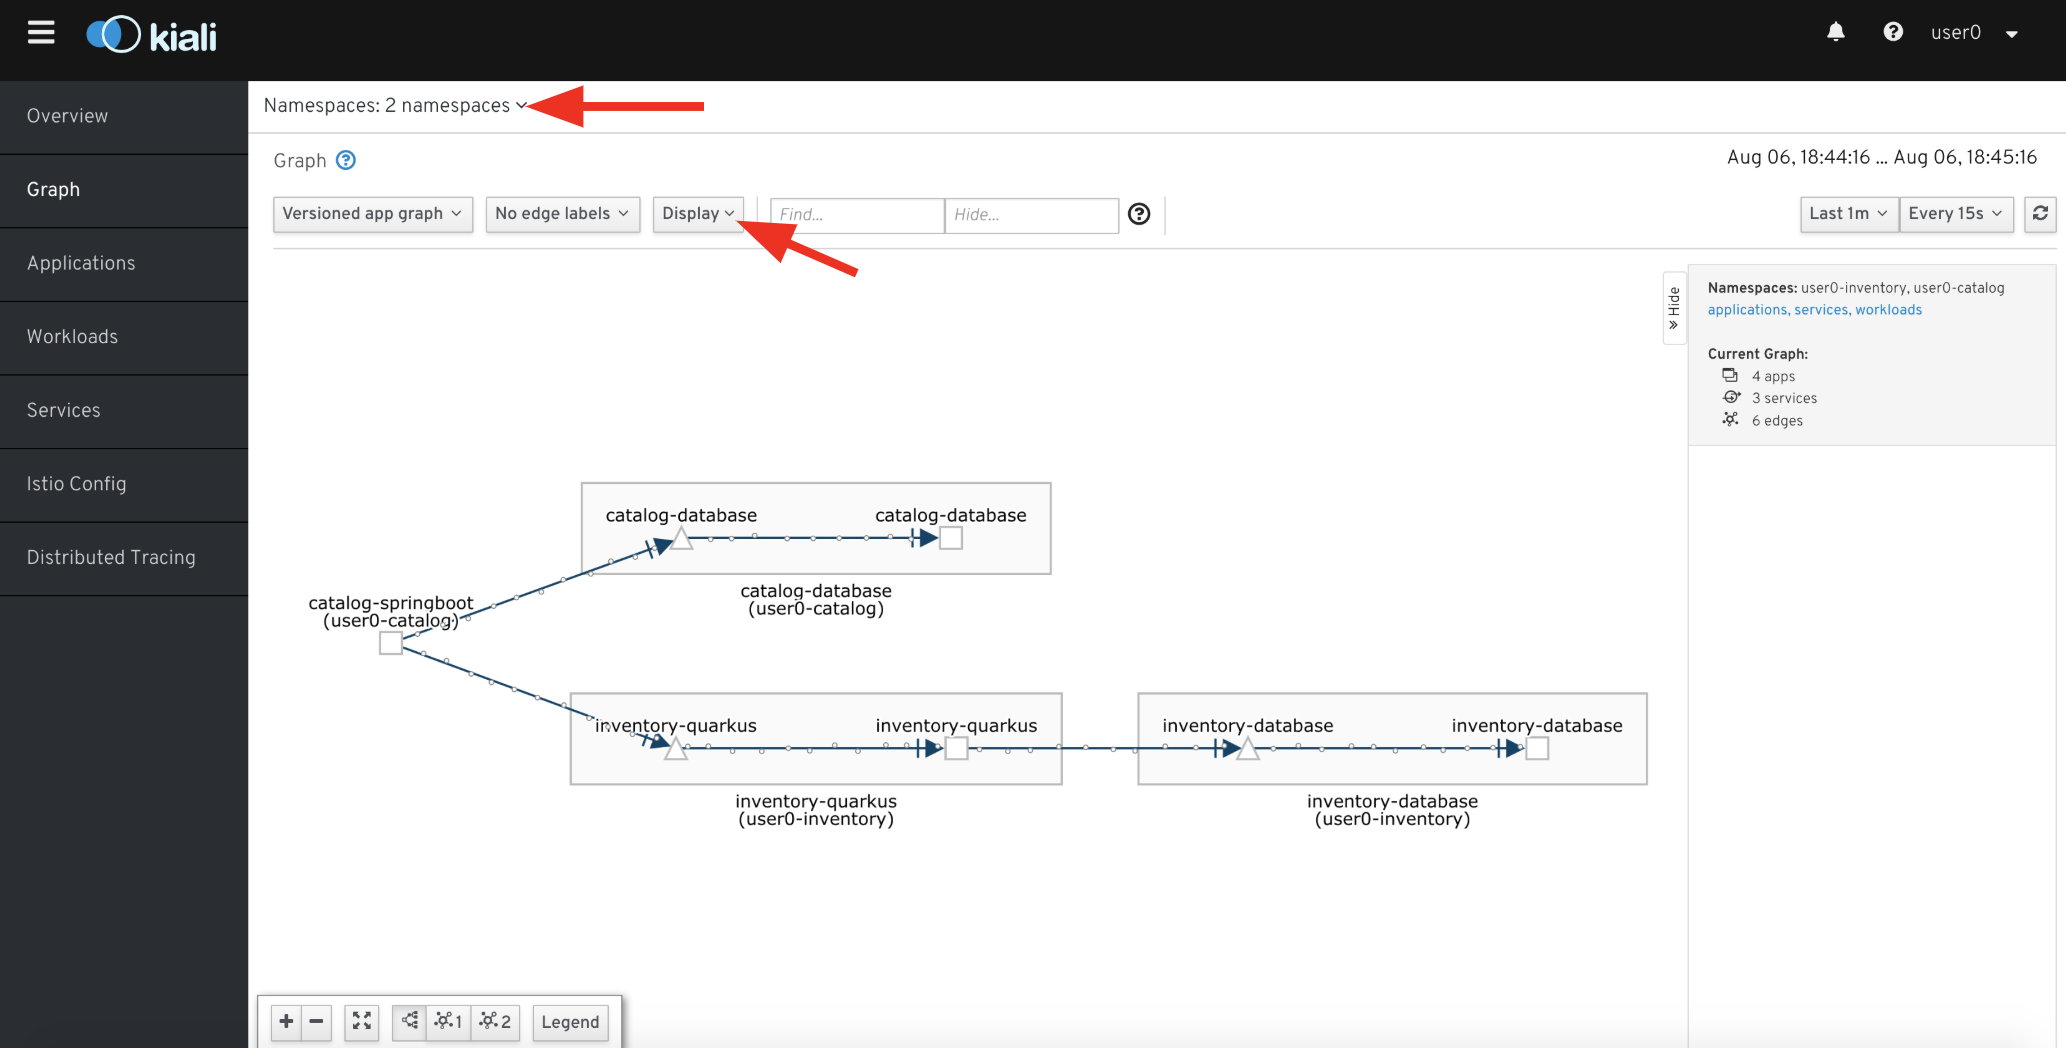 kiali
user0
Overview
Graph
Applications
Workloads
Services
Istio Config
Distributed Tracing
Namespaces: 2 namespaces
Graph
Aug 06, 18:44:16 ... Aug 06, 18:45:16
Versioned app graph
No edge labels
Display
Find...
Hide...
Last 1m
Every 15s
Hide
Namespaces: user0-inventory, user0-catalog
applications, services, workloads
Current Graph:
4 apps
3 services
6 edges
catalog-database
catalog-database
catalog-database
(user0-catalog)
catalog-springboot
(user0-catalog)
inventory-quarkus
inventory-quarkus
inventory-quarkus
(user0-inventory)
inventory-database
inventory-database
inventory-database
(user0-inventory)
1
2
Legend